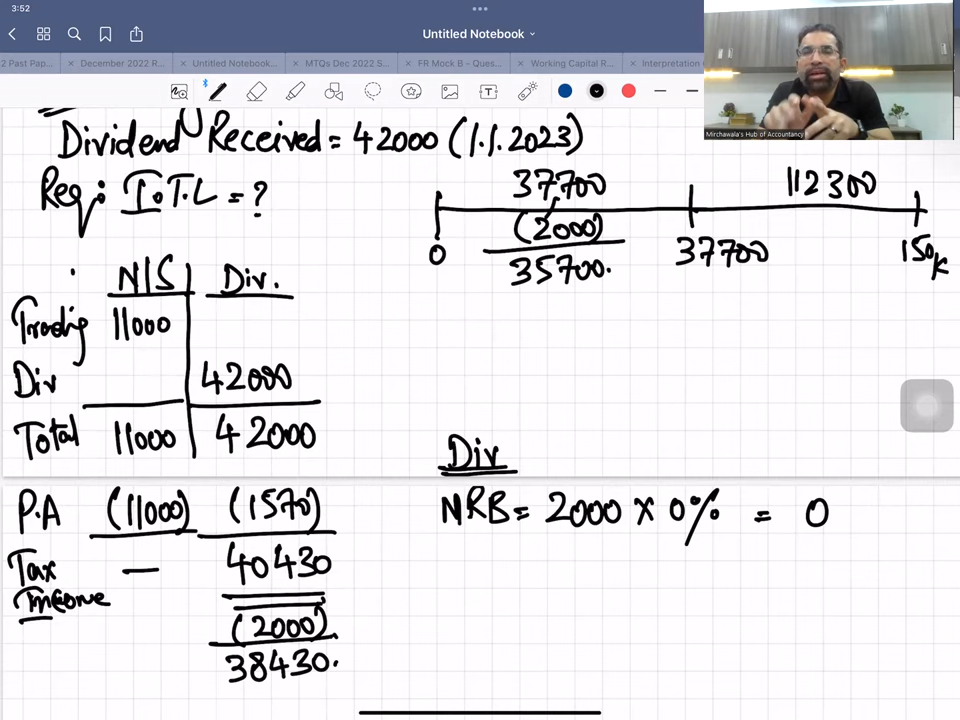 3:52
Untitled Notebook
2 Past Pap...
December 2022 R...
Untitled Notebook
MTQs Dec 2022 S...
FR Mock B - Ques...
Working Capital R...
Interpretation
Mirchawala's Hub of Accountancy
Dividend Received = 42000 (1.1.2023)
Req: I.T.L = ?
37700 112300
(2000)
0 37700 150k
35700.
N/S Div.
Trading 11000
Div 42000
Total 11000 42000
Div
P.A (11000) (1570)
NRB = 2000 x 0% = 0
Tax — 40430
Income
(2000)
38430.